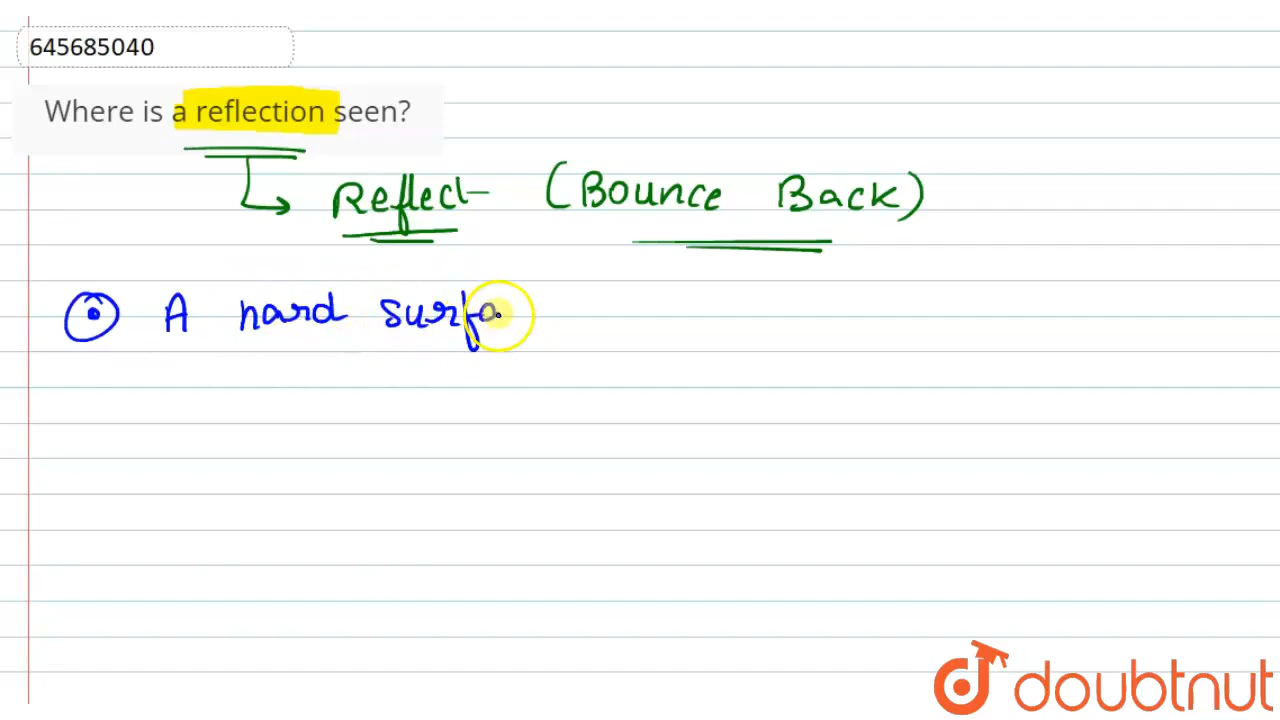 645685040
Where is a reflection seen?
Reflect (Bounce Back)
A hard surfa
doubtnut